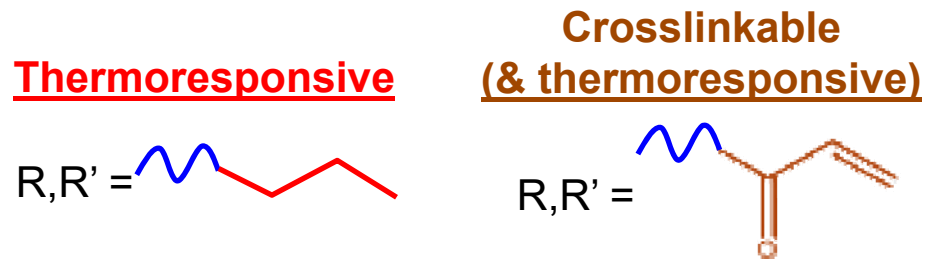 Thermoresponsive
R,R’ =
Crosslinkable
(& thermoresponsive)
R,R’ =
O